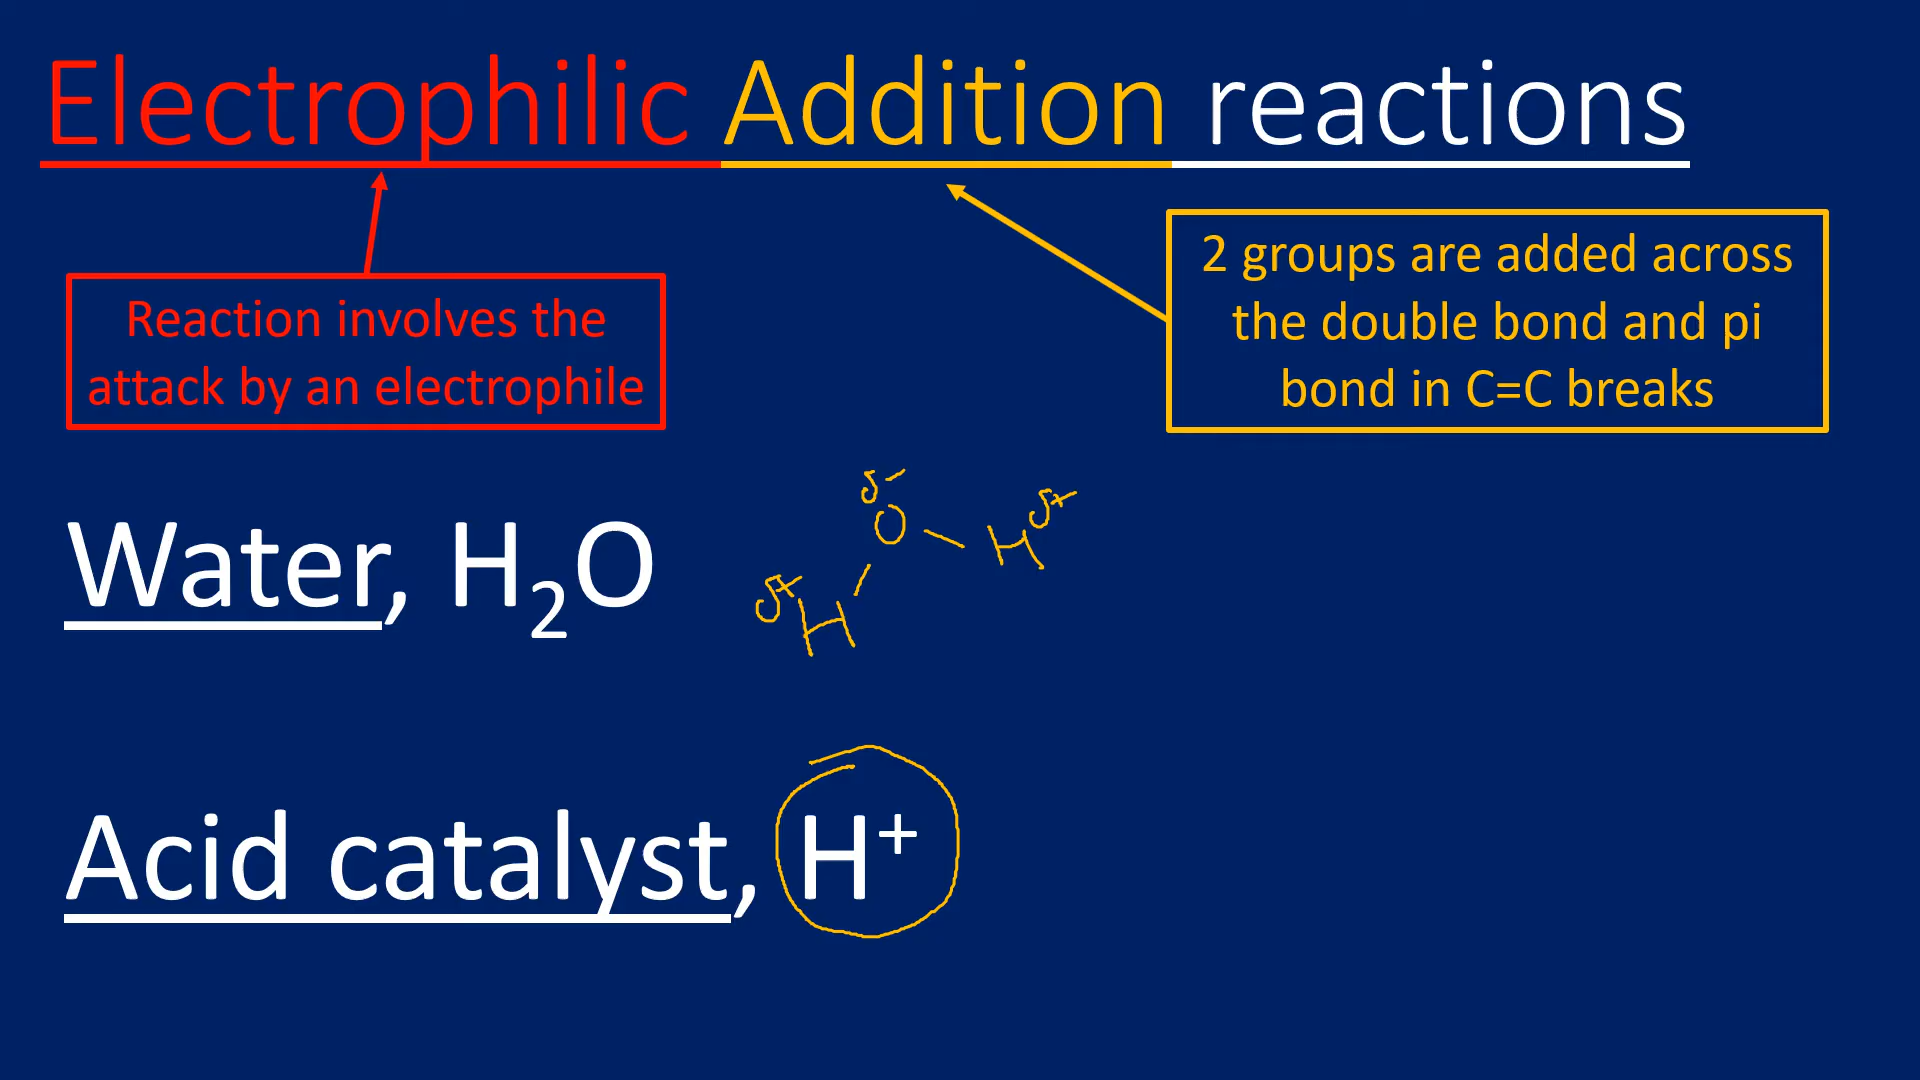 Electrophilic Addition reactions
Reaction involves the
attack by an electrophile
2 groups are added across
the double bond and pi
bond in C=C breaks
Water, H₂O
δ-
O
H
δ+
δ+
H
Acid catalyst, H⁺